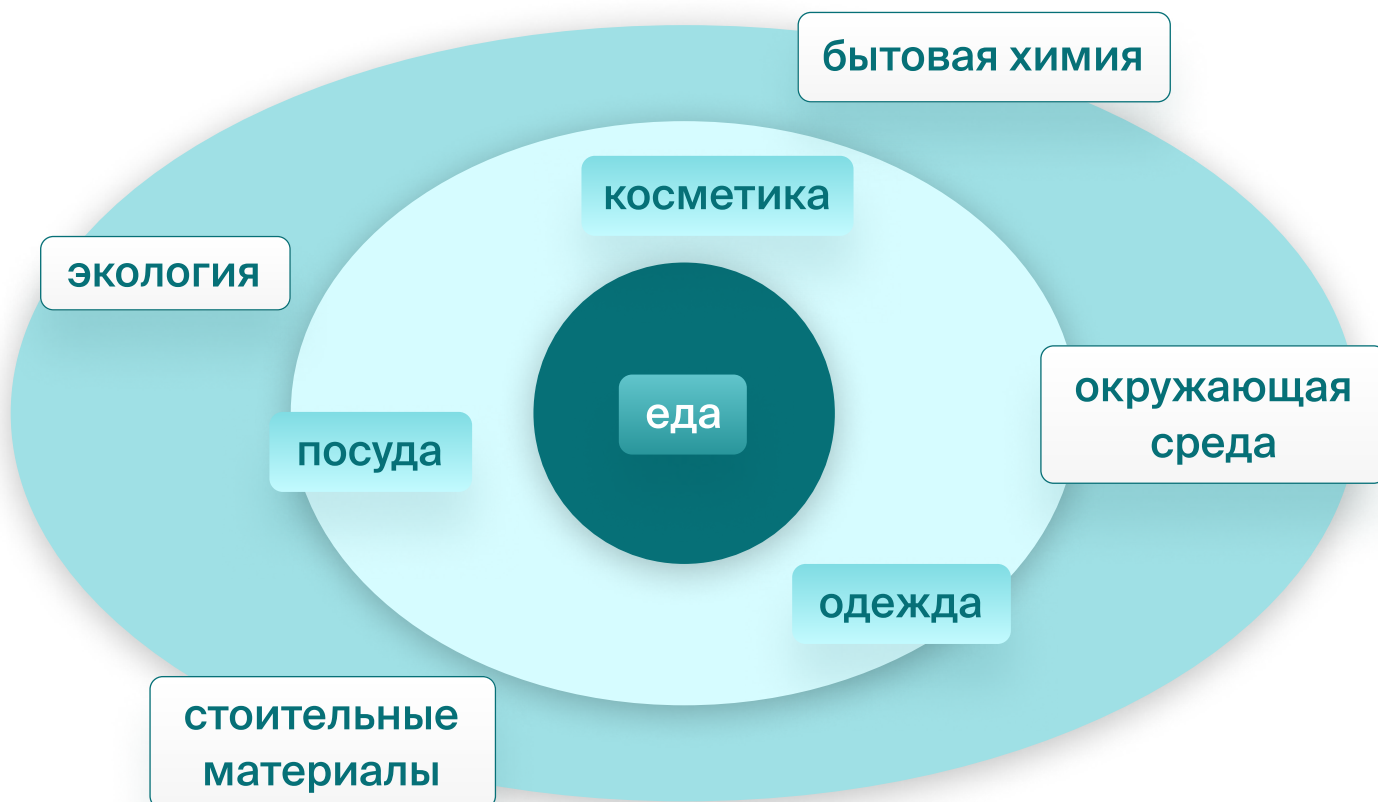 бытовая химия
косметика
экология
окружающая
среда
еда
посуда
одежда
стоительные
материалы